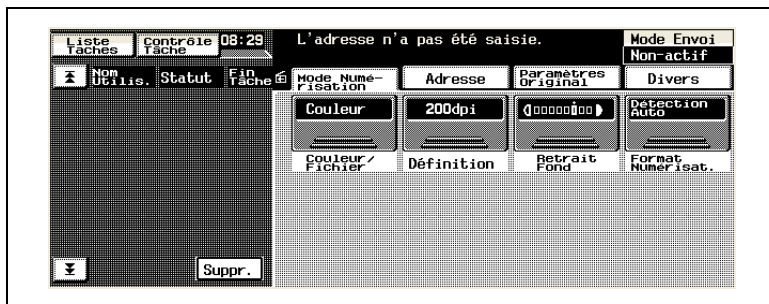 Liste Tâches
Contrôle Tâche
08:29
L'adresse n'a pas été saisie.
Mode Envoi
Non-actif
Nom Utilis.
Statut
Fin Tâche
Mode Numé-
risation
Adresse
Paramètres Original
Divers
Couleur
200dpi
Détection Auto
Couleur/
Fichier
Définition
Retrait Fond
Format Numérisat.
Suppr.